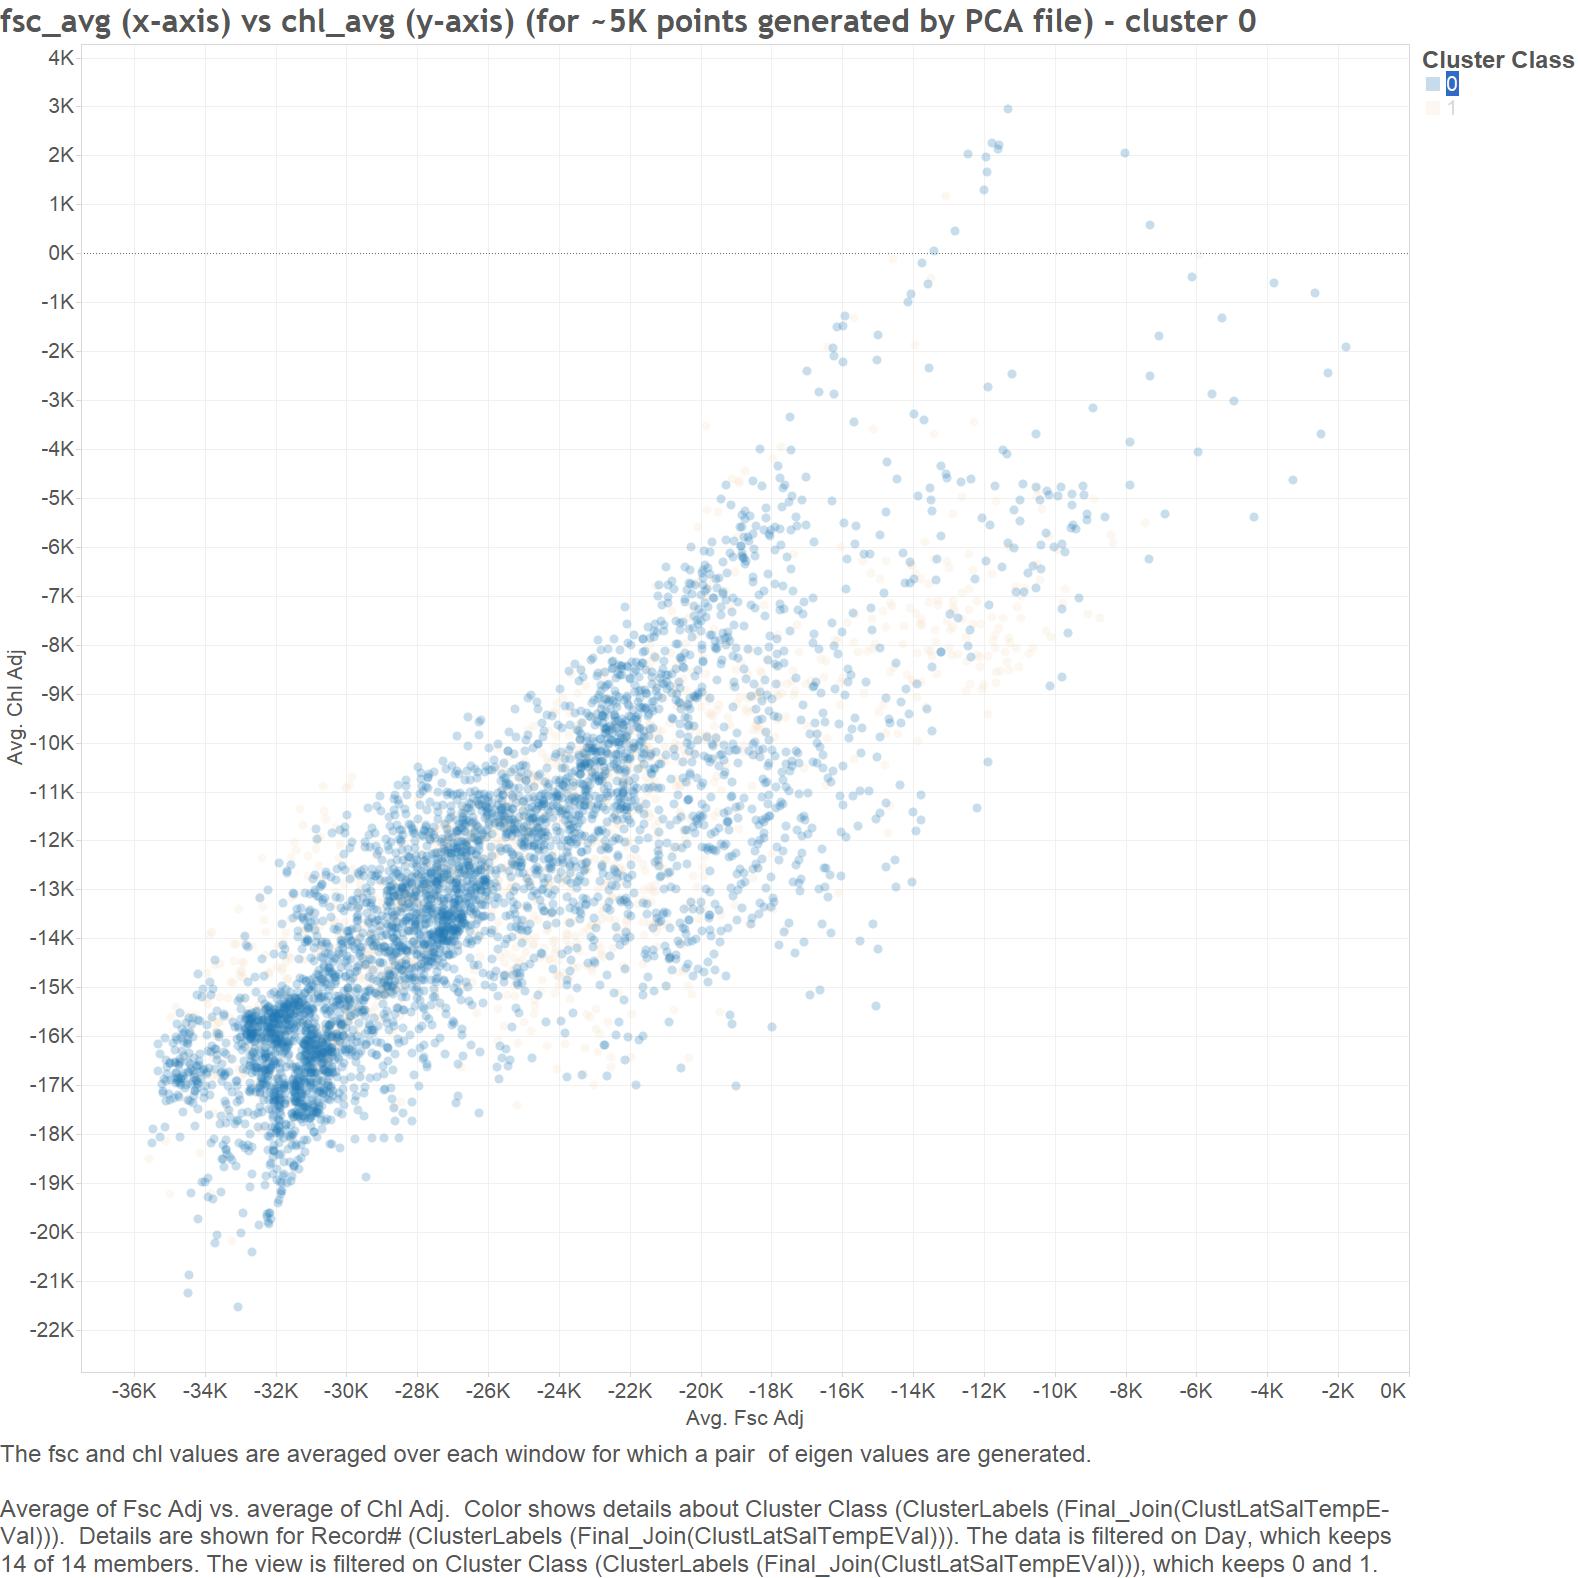 fsc_avg (x-axis) vs chl_avg (y-axis) (for ~5K points generated by PCA file) - cluster 0
Cluster Class
0
1
4K
3K
2K
1K
0K
-1K
-2K
-3K
-4K
-5K
-6K
-7K
-8K
-9K
-10K
-11K
-12K
-13K
-14K
-15K
-16K
-17K
-18K
-19K
-20K
-21K
-22K
Avg. Chl Adj
-36K -34K -32K -30K -28K -26K -24K -22K -20K -18K -16K -14K -12K -10K -8K -6K -4K -2K 0K
Avg. Fsc Adj
The fsc and chl values are averaged over each window for which a pair  of eigen values are generated.
Average of Fsc Adj vs. average of Chl Adj.  Color shows details about Cluster Class (ClusterLabels (Final_Join(ClustLatSalTempE-
Val))).  Details are shown for Record# (ClusterLabels (Final_Join(ClustLatSalTempEVal))). The data is filtered on Day, which keeps
14 of 14 members. The view is filtered on Cluster Class (ClusterLabels (Final_Join(ClustLatSalTempEVal))), which keeps 0 and 1.